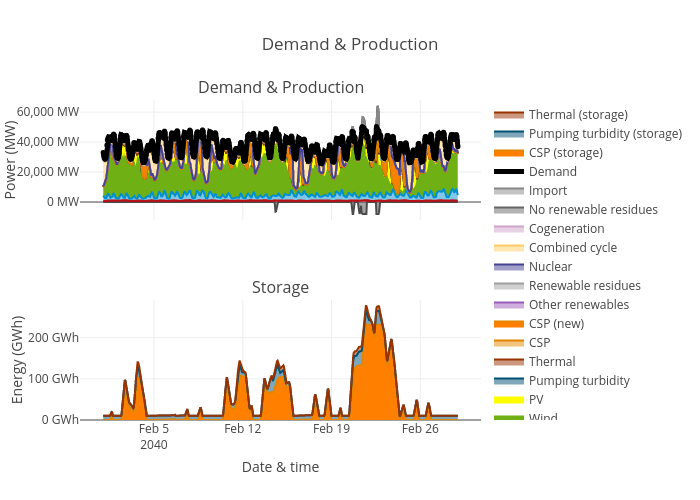 Demand & Production
Demand & Production
Power (MW)
60,000 MW
40,000 MW
20,000 MW
0 MW
Storage
Energy (GWh)
200 GWh
100 GWh
0 GWh
Feb 5
2040
Feb 12
Feb 19
Feb 26
Date & time
Thermal (storage)
Pumping turbidity (storage)
CSP (storage)
Demand
Import
No renewable residues
Cogeneration
Combined cycle
Nuclear
Renewable residues
Other renewables
CSP (new)
CSP
Thermal
Pumping turbidity
PV
Wind